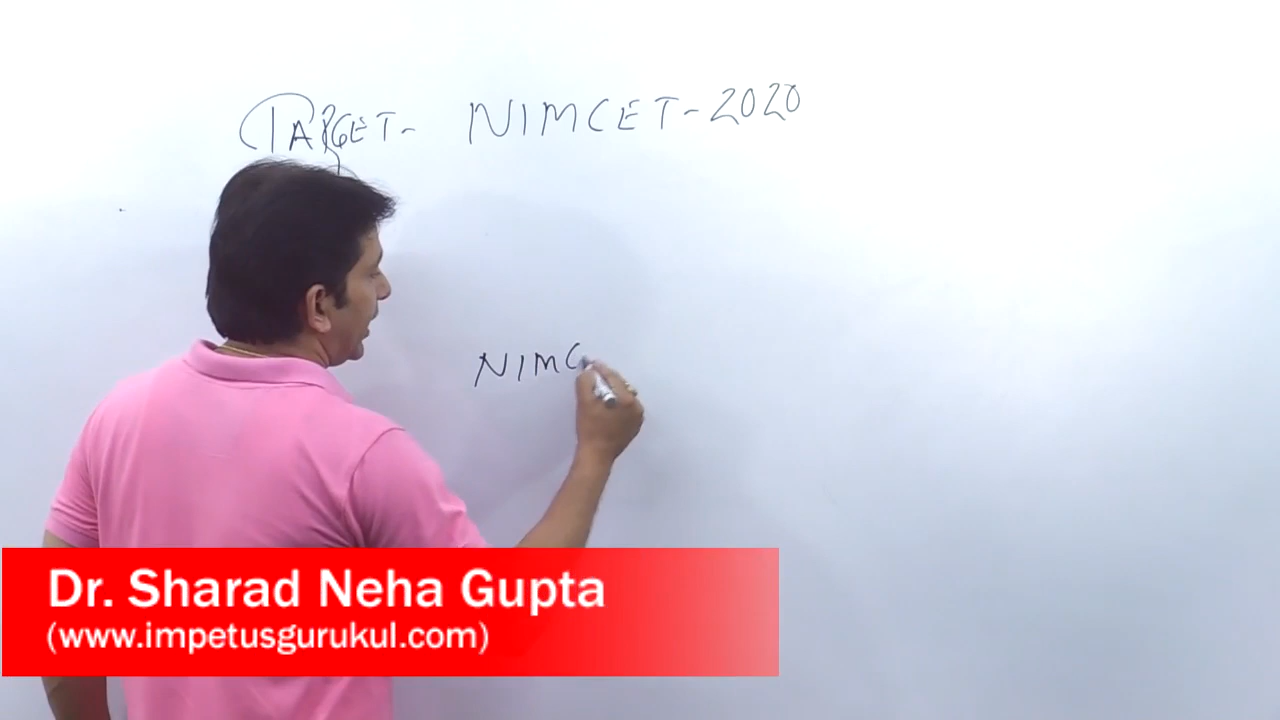 TARGET- NIMCET-2020
NIMC
Dr. Sharad Neha Gupta
(www.impetusgurukul.com)